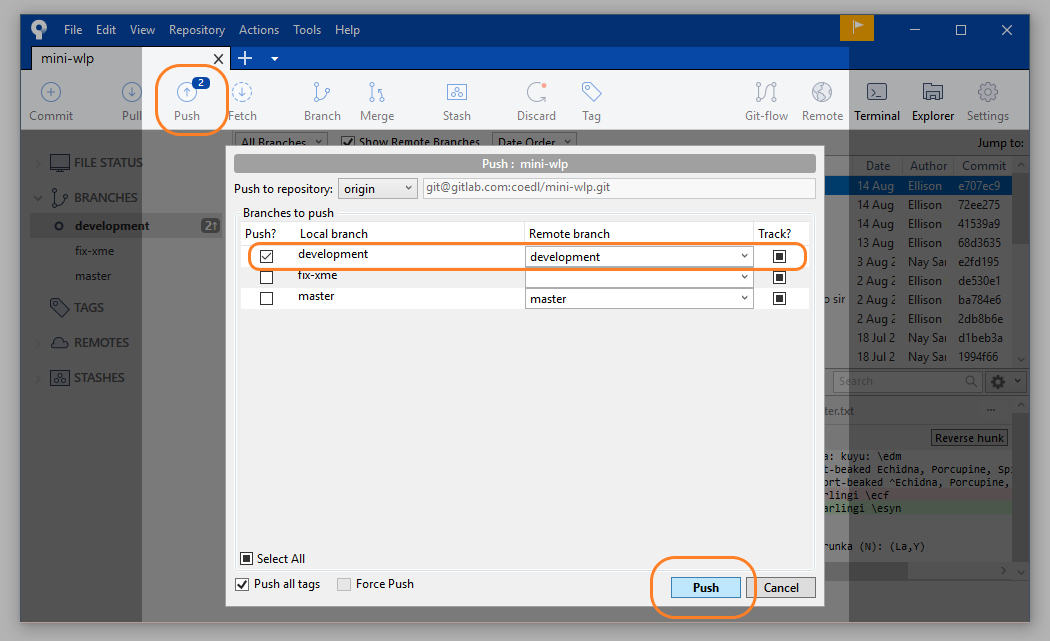 File Edit View Repository Actions Tools Help
mini-wlp
2
Commit Pull Push Fetch Branch Merge Stash Discard Tag Git-flow Remote Terminal Explorer Settings
All Branches Show Remote Branches Date Order Jump to:
FILE STATUS
BRANCHES
development 2↑
fix-xme
master
TAGS
REMOTES
STASHES
Push : mini-wlp
Push to repository: origin git@gitlab.com:coedl/mini-wlp.git
Branches to push
Push? Local branch Remote branch Track?
development development
fix-xme
master master
Select All
Push all tags Force Push
Push Cancel
Date Author Commit
14 Aug Ellison e707ec9
14 Aug Ellison 72ee275
14 Aug Ellison 41539a9
13 Aug Ellison 68d3635
3 Aug 2 Nay Sar e2fd195
2 Aug 2 Ellison de530e1
2 Aug 2 Ellison ba784e6
2 Aug 2 Ellison 2db8b6e
18 Jul 2 Nay Sar d1beb3a
18 Jul 2 Nay Sar 1994f66
Search
ter.txt ...
Reverse hunk
a: kuyu: \edm
t-beaked Echidna, Porcupine, Sp
ort-beaked ^Echidna, Porcupine,
rlingi \ecf
arlingi \esyn
runka (N): (La,Y)